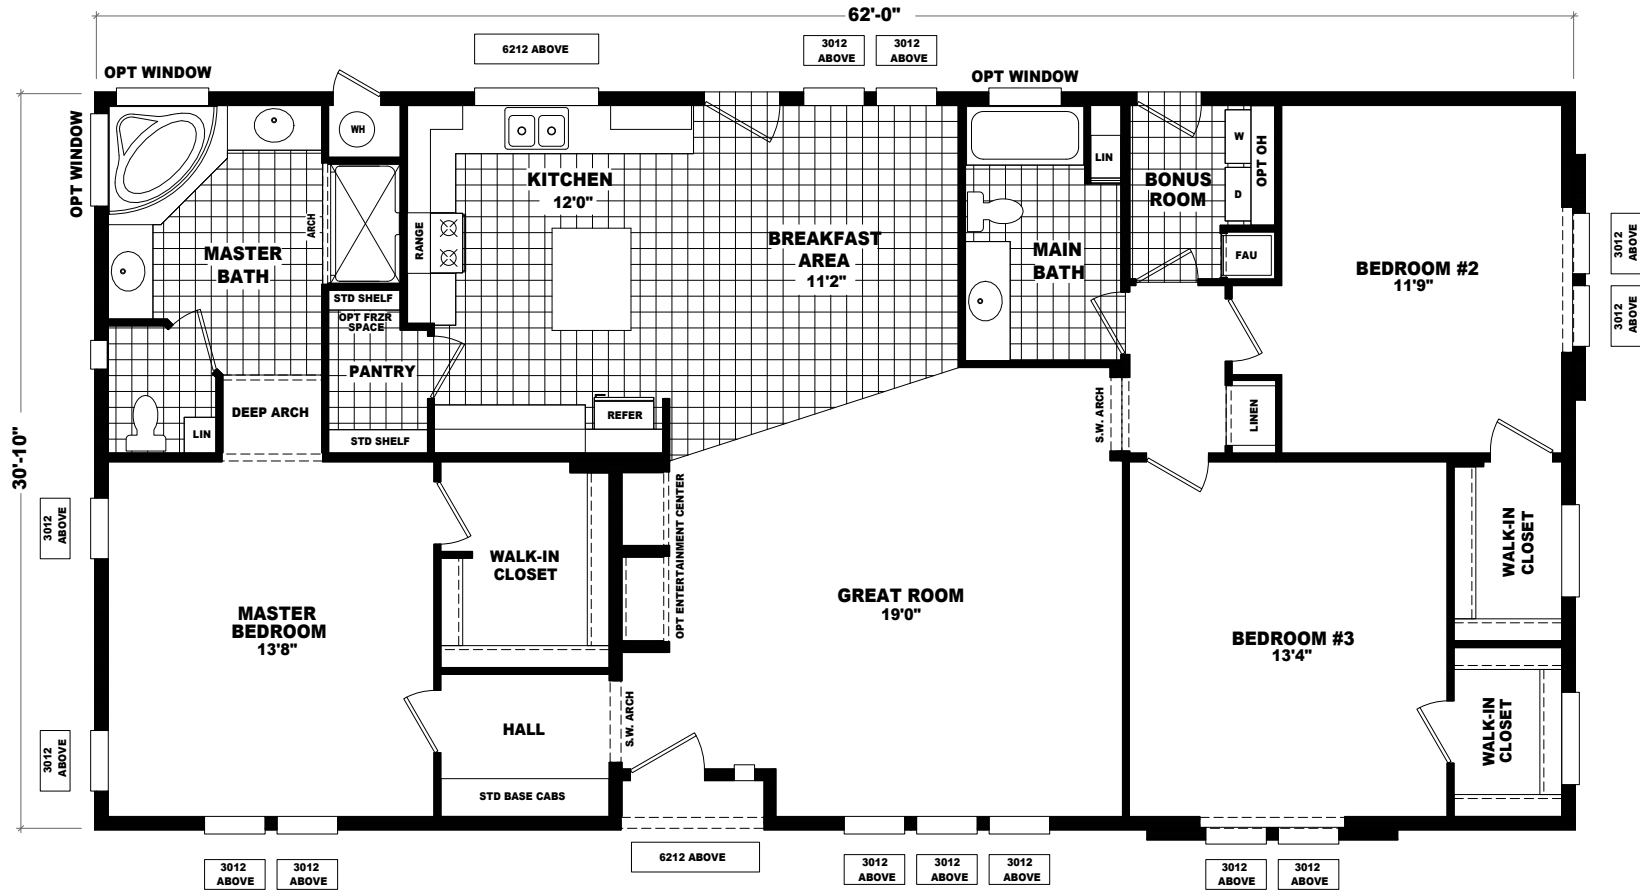 62'-0"
6212 ABOVE
3012
ABOVE
3012
ABOVE
OPT WINDOW
OPT WINDOW
OPT WINDOW
30'-10"
WH
KITCHEN
12'0"
BREAKFAST
AREA
11'2"
RANGE
ARCH
MASTER
BATH
STD SHELF
OPT FRZR
SPACE
PANTRY
STD SHELF
DEEP ARCH
LIN
REFER
LIN
MAIN
BATH
BONUS
ROOM
W
D
OPT OH
FAU
BEDROOM #2
11'9"
3012
ABOVE
3012
ABOVE
S.W. ARCH
LINEN
3012
ABOVE
MASTER
BEDROOM
13'8"
3012
ABOVE
WALK-IN
CLOSET
OPT ENTERTAINMENT CENTER
GREAT ROOM
19'0"
BEDROOM #3
13'4"
WALK-IN
CLOSET
WALK-IN
CLOSET
HALL
S.W. ARCH
STD BASE CABS
3012
ABOVE
3012
ABOVE
6212 ABOVE
3012
ABOVE
3012
ABOVE
3012
ABOVE
3012
ABOVE
3012
ABOVE